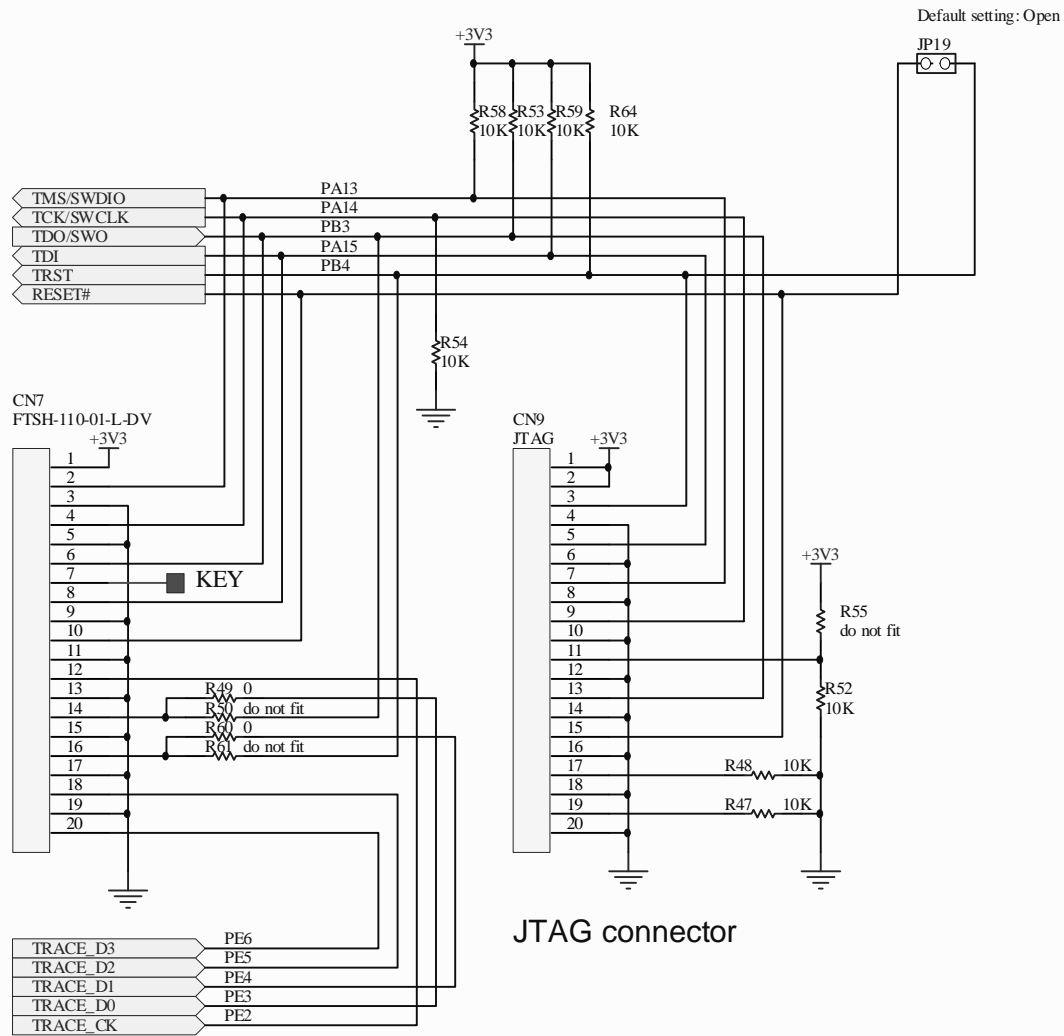 Default setting: Open
JP19
+3V3
R58 R53 R59 R64
10K 10K 10K 10K
TMS/SWDIO PA13
TCK/SWCLK PA14
TDO/SWO PB3
TDI PA15
TRST PB4
RESET#
R54
10K
CN7
FTSH-110-01-L-DV
+3V3
1
2
3
4
5
6
7
KEY
8
9
10
11
12
13
R49 0
14
R50 do not fit
15
R60 0
16
R61 do not fit
17
18
19
20
CN9
JTAG
+3V3
1
2
3
4
5
6
7
8
9
10
11
12
13
14
15
16
17
18
19
20
+3V3
R55
do not fit
R52
10K
R48 10K
R47 10K
JTAG connector
TRACE_D3 PE6
TRACE_D2 PE5
TRACE_D1 PE4
TRACE_D0 PE3
TRACE_CK PE2